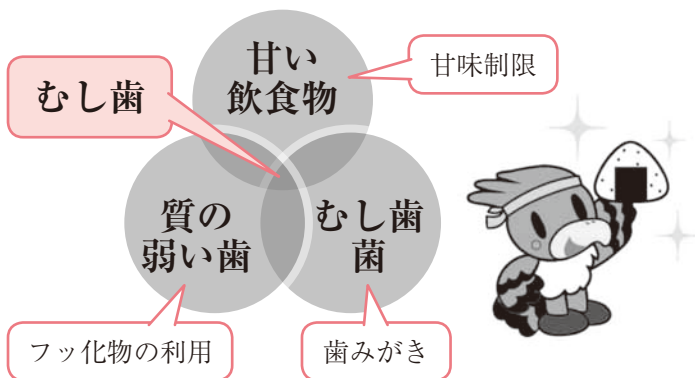 甘い
飲食物
甘味制限
むし歯
質の
弱い歯
むし歯
菌
フッ化物の利用
歯みがき